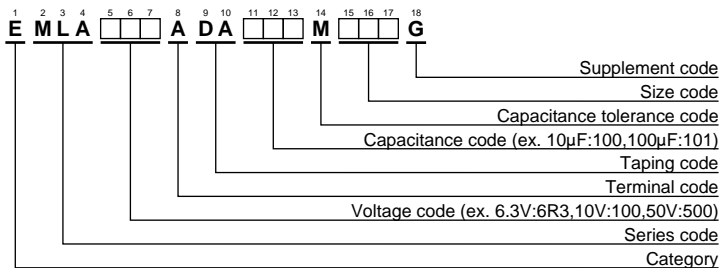 1 2 3 4 5 6 7 8 9 10 11 12 13 14 15 16 17 18
E M L A □ □ □ A D A □ □ □ M □ □ □ G
Supplement code
Size code
Capacitance tolerance code
Capacitance code (ex. 10μF:100,100μF:101)
Taping code
Terminal code
Voltage code (ex. 6.3V:6R3,10V:100,50V:500)
Series code
Category